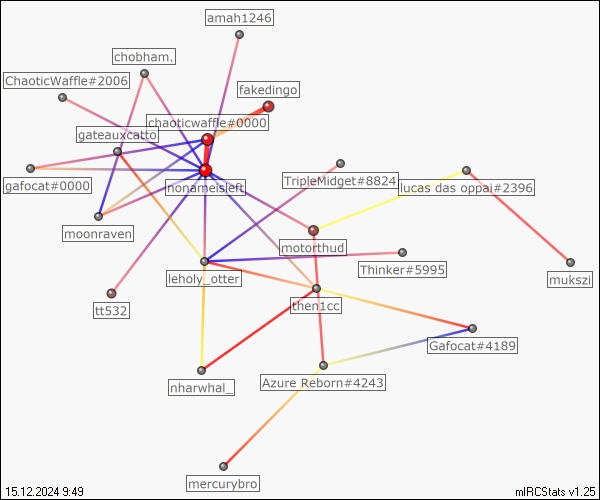 amah1246
chobham.
ChaoticWaffle#2006
fakedingo
chaoticwaffle#0000
gateauxcatto
gafocat#0000
nonameisleft
TripleMidget#8824
lucas das oppai#2396
moonraven
motorthud
leholy_otter
Thinker#5995
mukszi
tt532
then1cc
Gafocat#4189
nharwhal_
Azure Reborn#4243
mercurybro
15.12.2024 9:49
mIRCStats v1.25